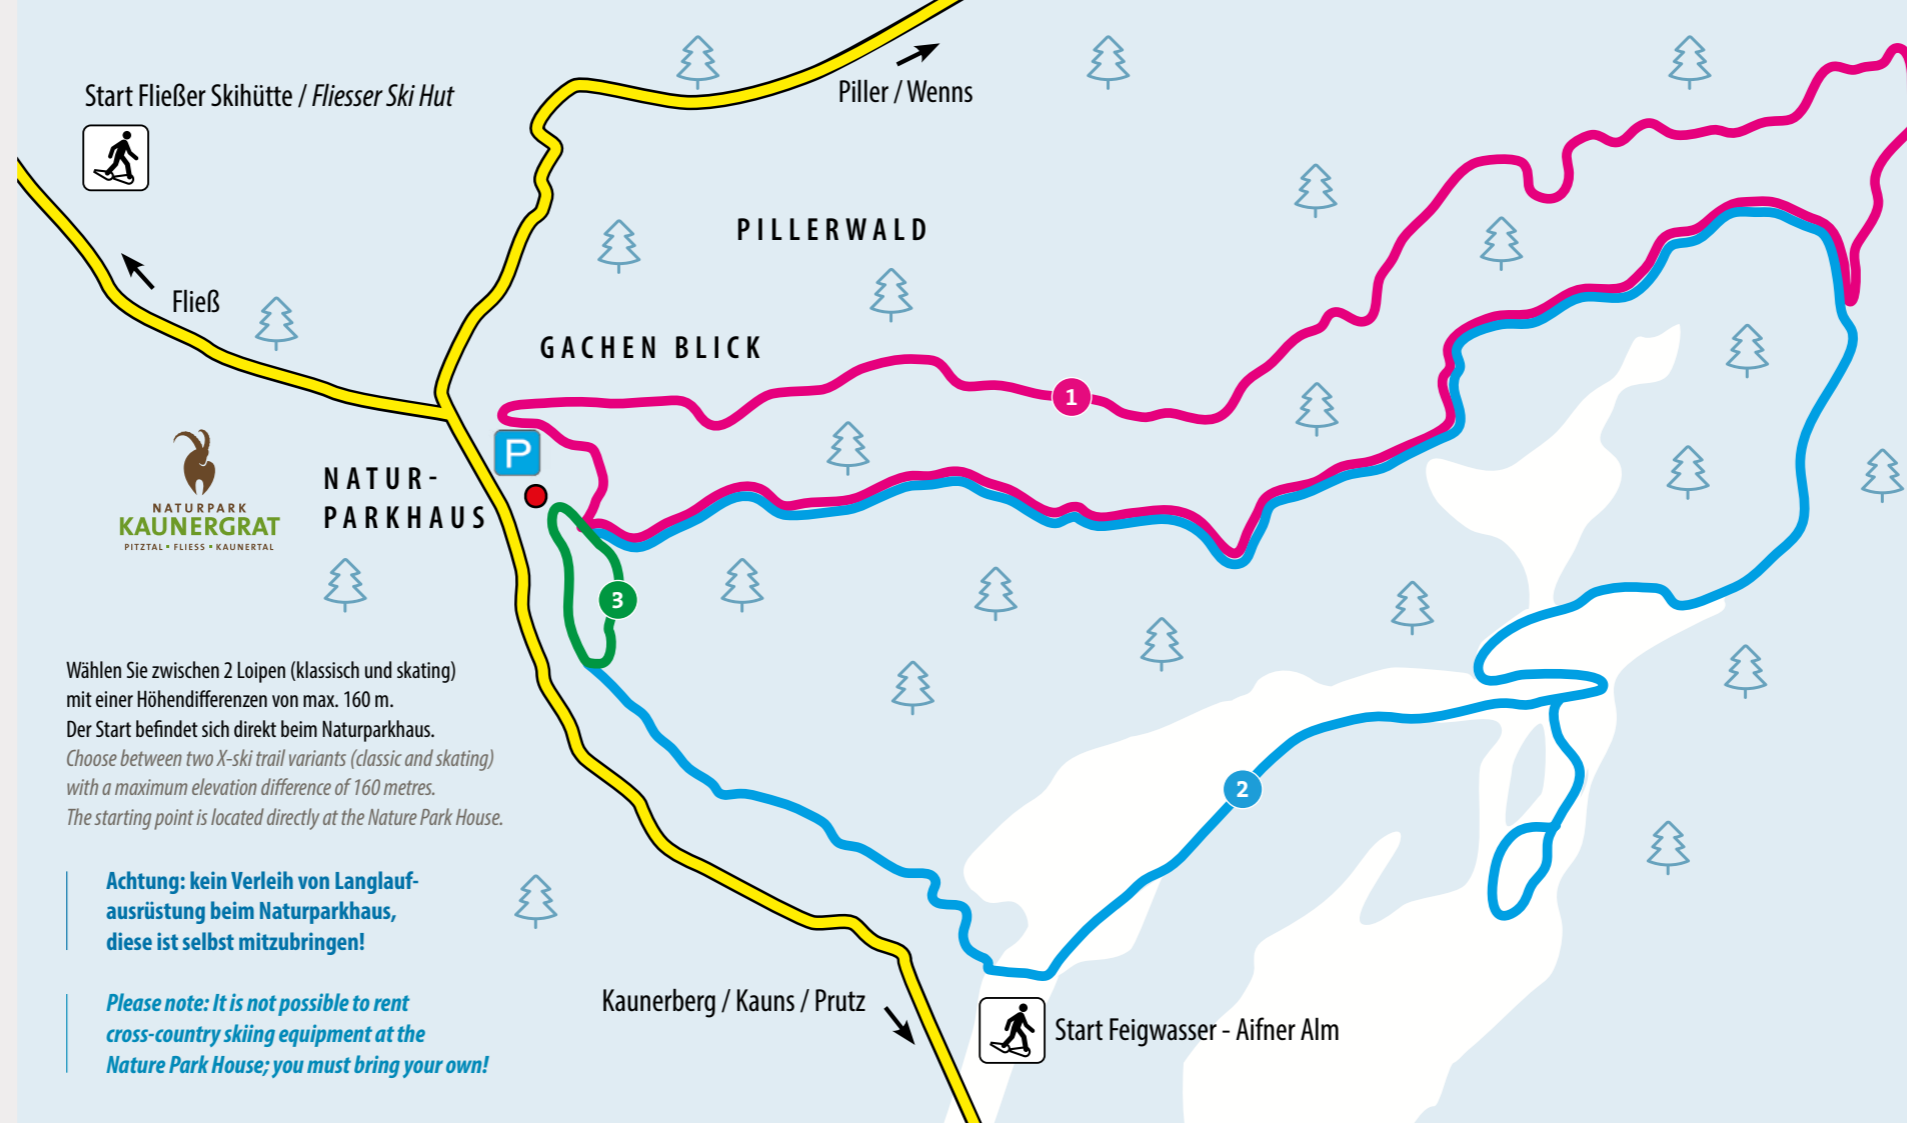 Start Fließer Skihütte / Fliesser Ski Hut
Piller / Wenns
PILLERWALD
Fließ
GACHEN BLICK
1
P
NATUR-
PARKHAUS
NATURPARK
KAUNERGRAT
PITZTAL • FLIESS • KAUNERTAL
3
Wählen Sie zwischen 2 Loipen (klassisch und skating)
mit einer Höhendifferenzen von max. 160 m.
Der Start befindet sich direkt beim Naturparkhaus.
Choose between two X-ski trail variants (classic and skating)
with a maximum elevation difference of 160 metres.
The starting point is located directly at the Nature Park House.
2
Achtung: kein Verleih von Langlauf-
ausrüstung beim Naturparkhaus,
diese ist selbst mitzubringen!
Please note: It is not possible to rent
cross-country skiing equipment at the
Nature Park House; you must bring your own!
Kaunerberg / Kauns / Prutz
Start Feigwasser - Aifner Alm